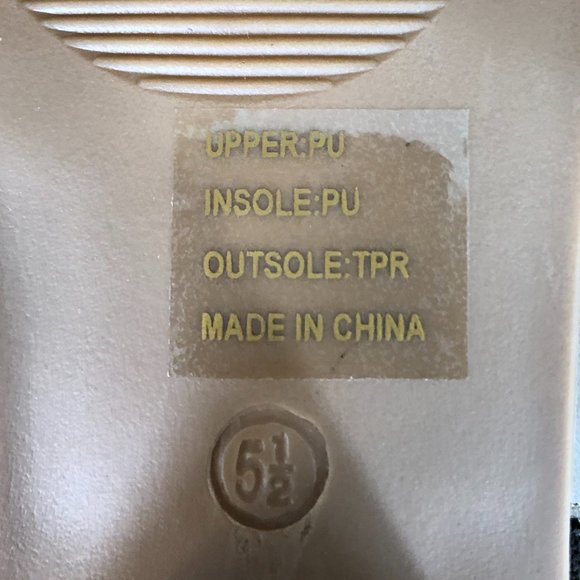 UPPER:PU
INSOLE:PU
OUTSOLE:TPR
MADE IN CHINA
5½